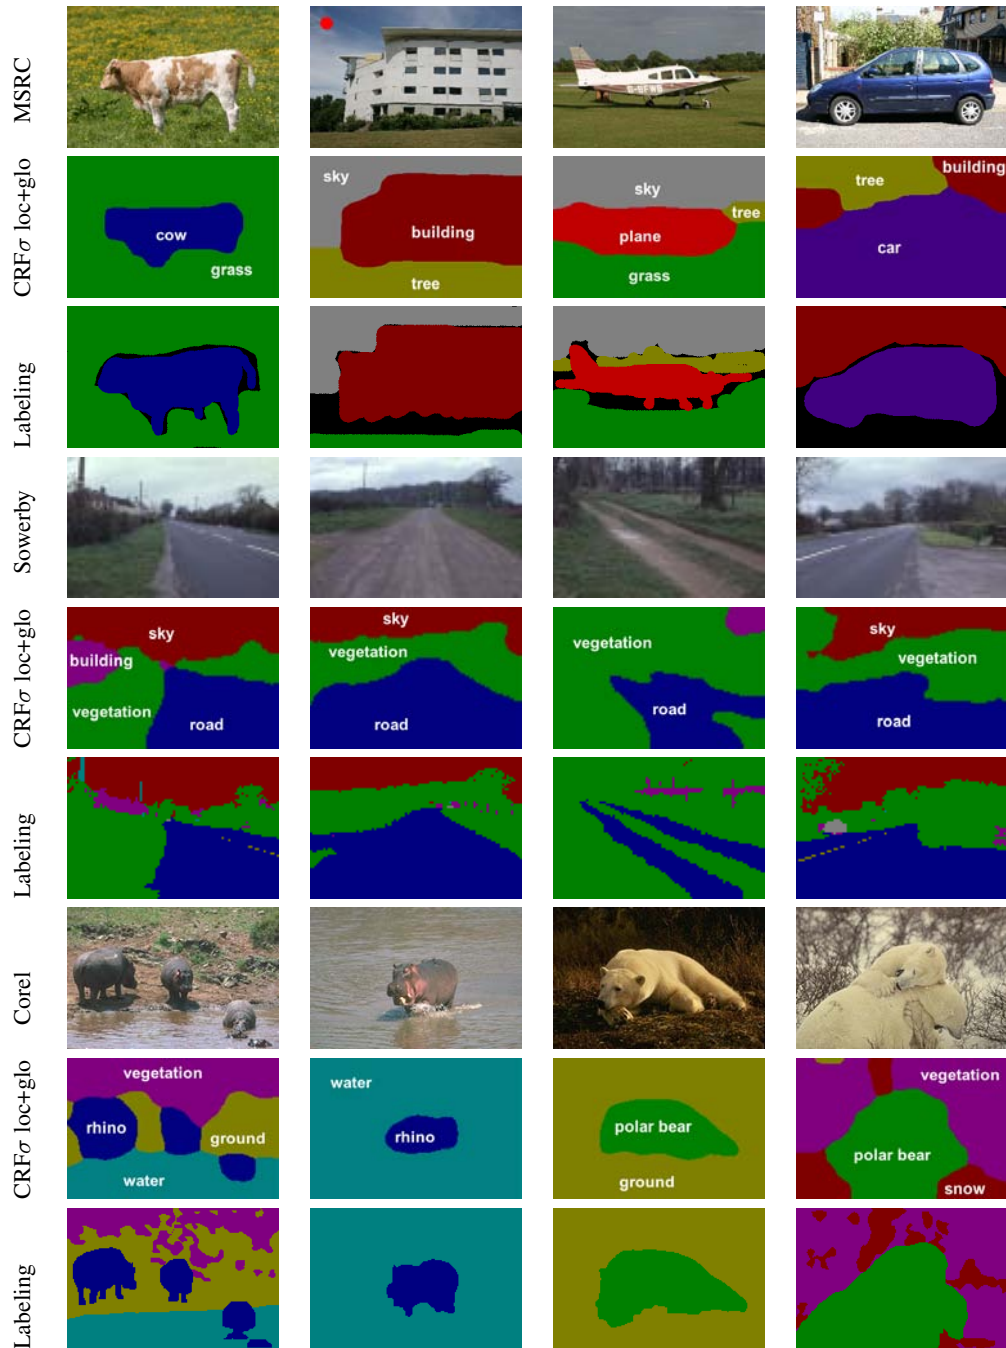 MSRC
CRFσ loc+glo
cow
grass
sky
building
tree
sky
tree
plane
grass
building
tree
car
Labeling
Sowerby
CRFσ loc+glo
sky
building
vegetation
road
sky
vegetation
road
vegetation
road
sky
vegetation
road
Labeling
Corel
CRFσ loc+glo
vegetation
rhino
ground
water
water
rhino
polar bear
ground
vegetation
polar bear
snow
Labeling